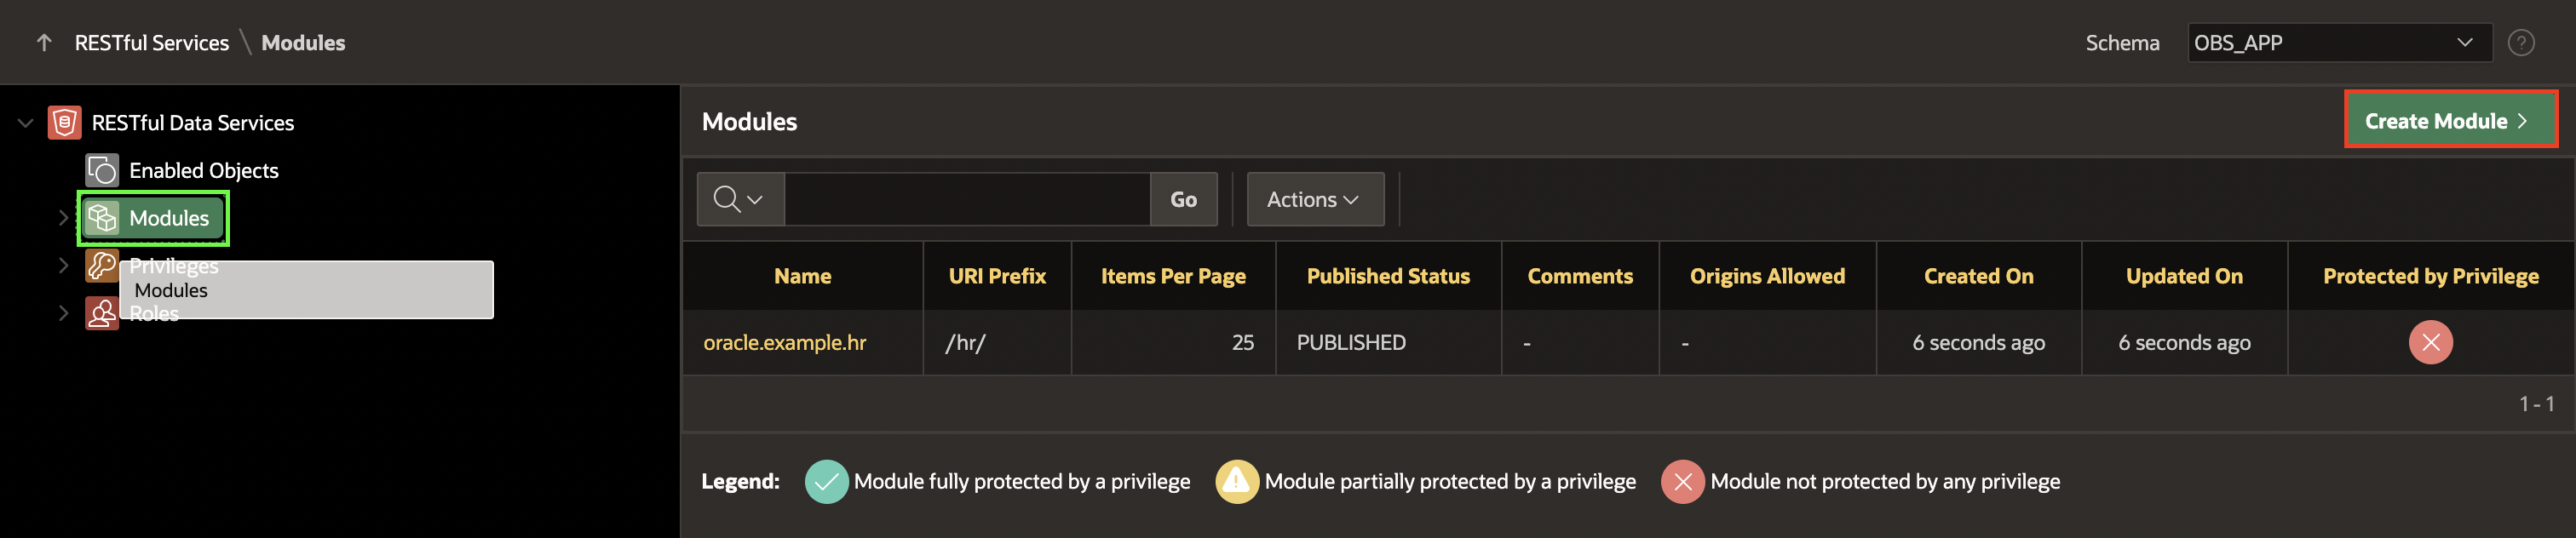 RESTful Services \ Modules
Schema OBS_APP
RESTful Data Services
Enabled Objects
Modules
Privileges
Modules
Roles
Modules
Create Module
Go
Actions
Name URI Prefix Items Per Page Published Status Comments Origins Allowed Created On Updated On Protected by Privilege
oracle.example.hr /hr/ 25 PUBLISHED - - 6 seconds ago 6 seconds ago
1 - 1
Legend: Module fully protected by a privilege Module partially protected by a privilege Module not protected by any privilege